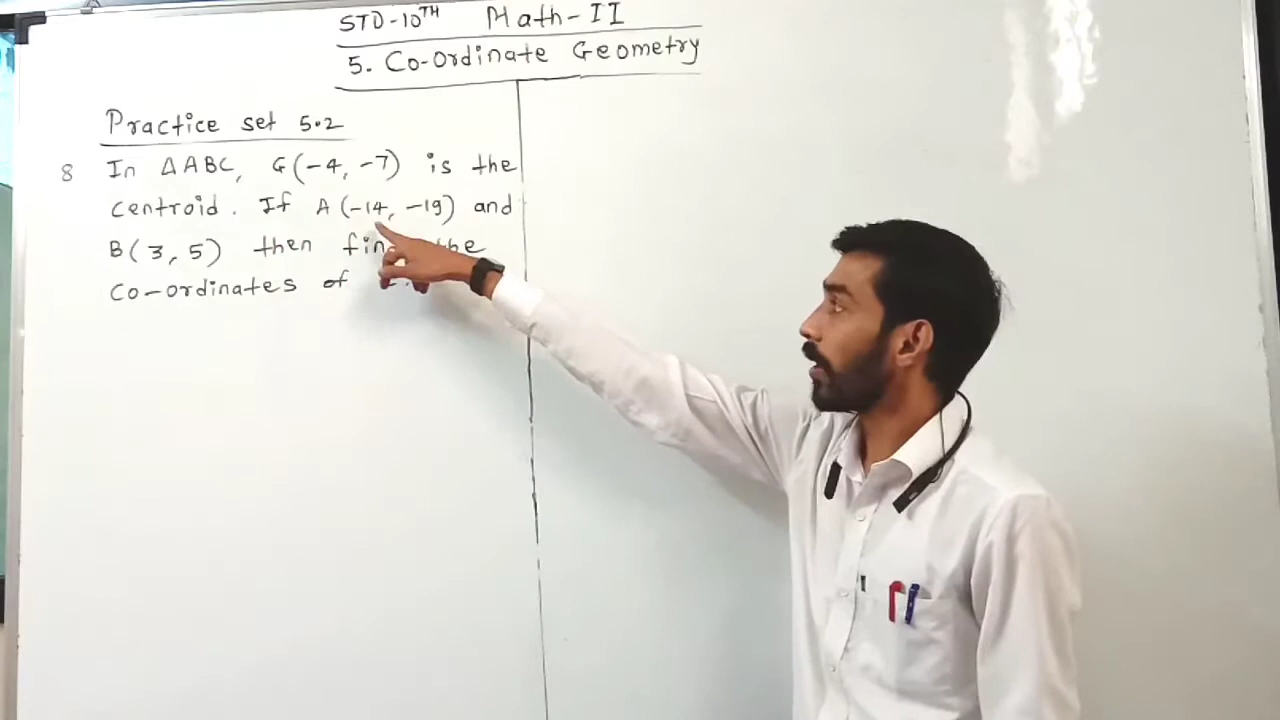 STD-10TH Math-II
5. Co-Ordinate Geometry
Practice set 5.2
8 In ΔABC, G(-4, -7) is the
centroid. If A (-14, -19) and
B(3, 5) then the
Co-ordinates of